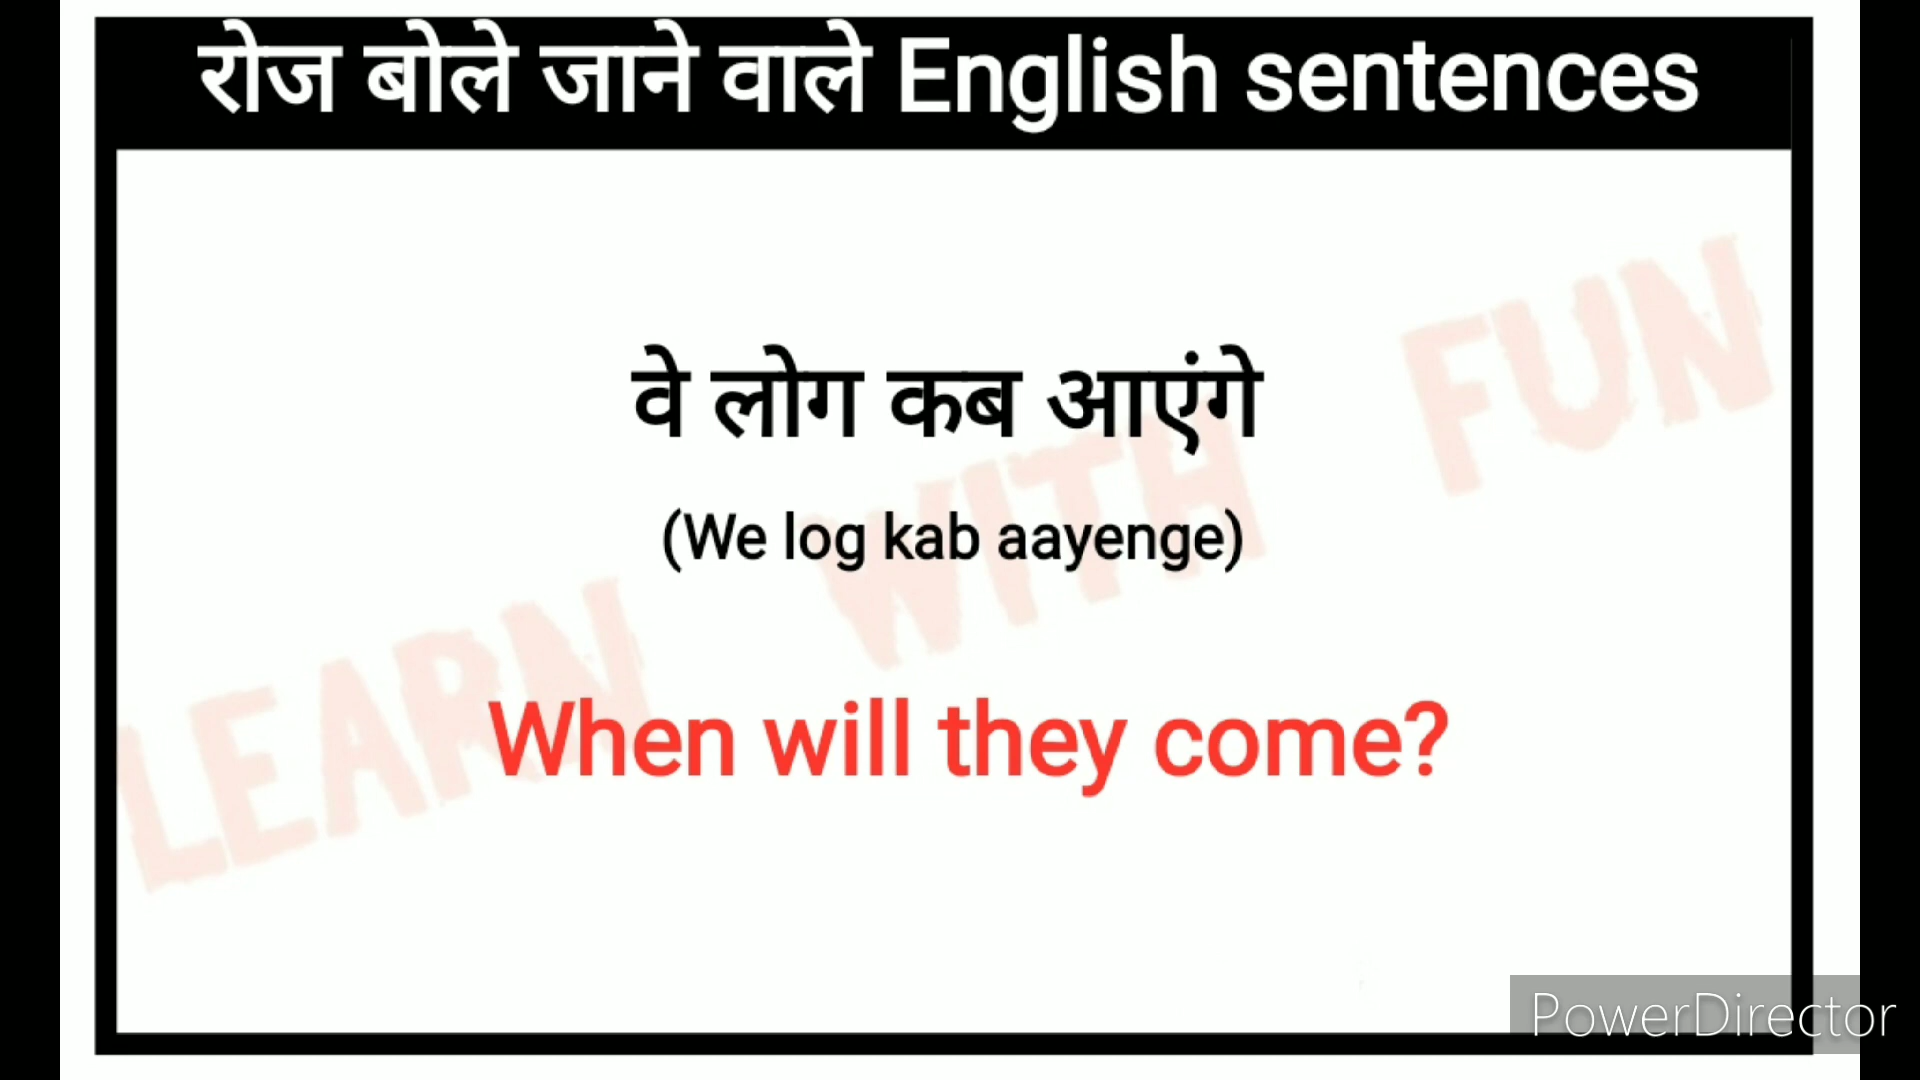 रोज बोले जाने वाले English sentences
वे लोग कब आएंगे
(We log kab aayenge)
When will they come?
LEARN WITH FUN
PowerDirector